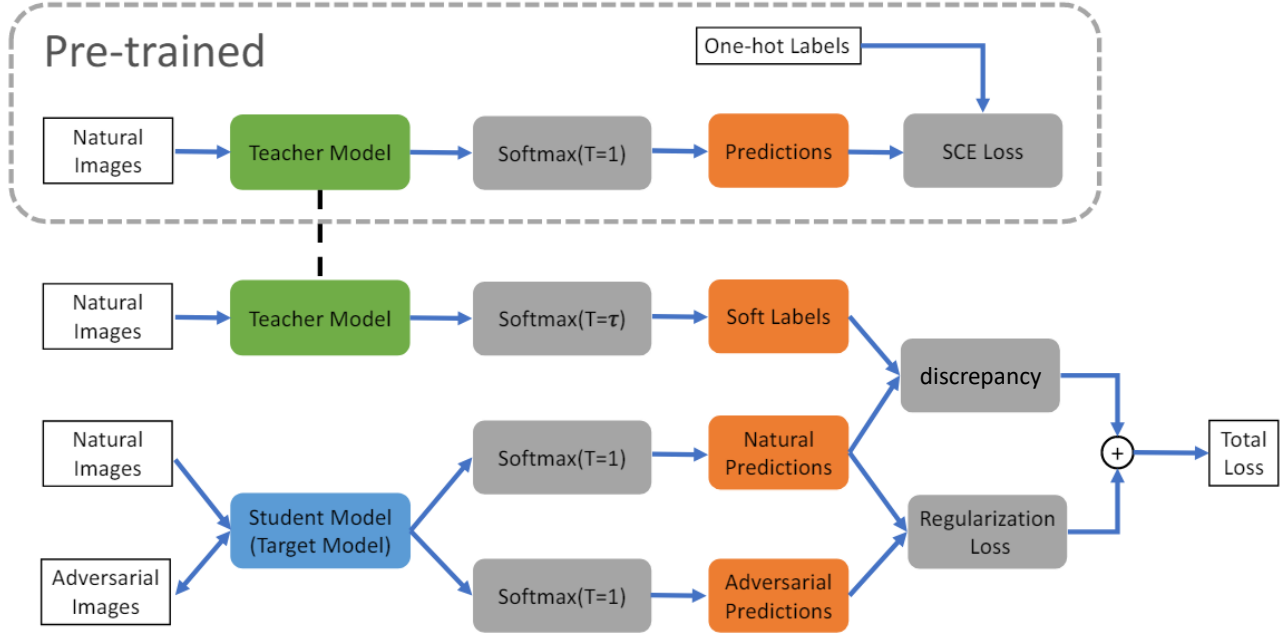 Pre-trained
One-hot Labels
Natural
Images
Teacher Model
Softmax(T=1)
Predictions
SCE Loss
Natural
Images
Teacher Model
Softmax(T=τ)
Soft Labels
discrepancy
Natural
Images
Softmax(T=1)
Natural
Predictions
+
Total
Loss
Student Model
(Target Model)
Regularization
Loss
Adversarial
Images
Softmax(T=1)
Adversarial
Predictions